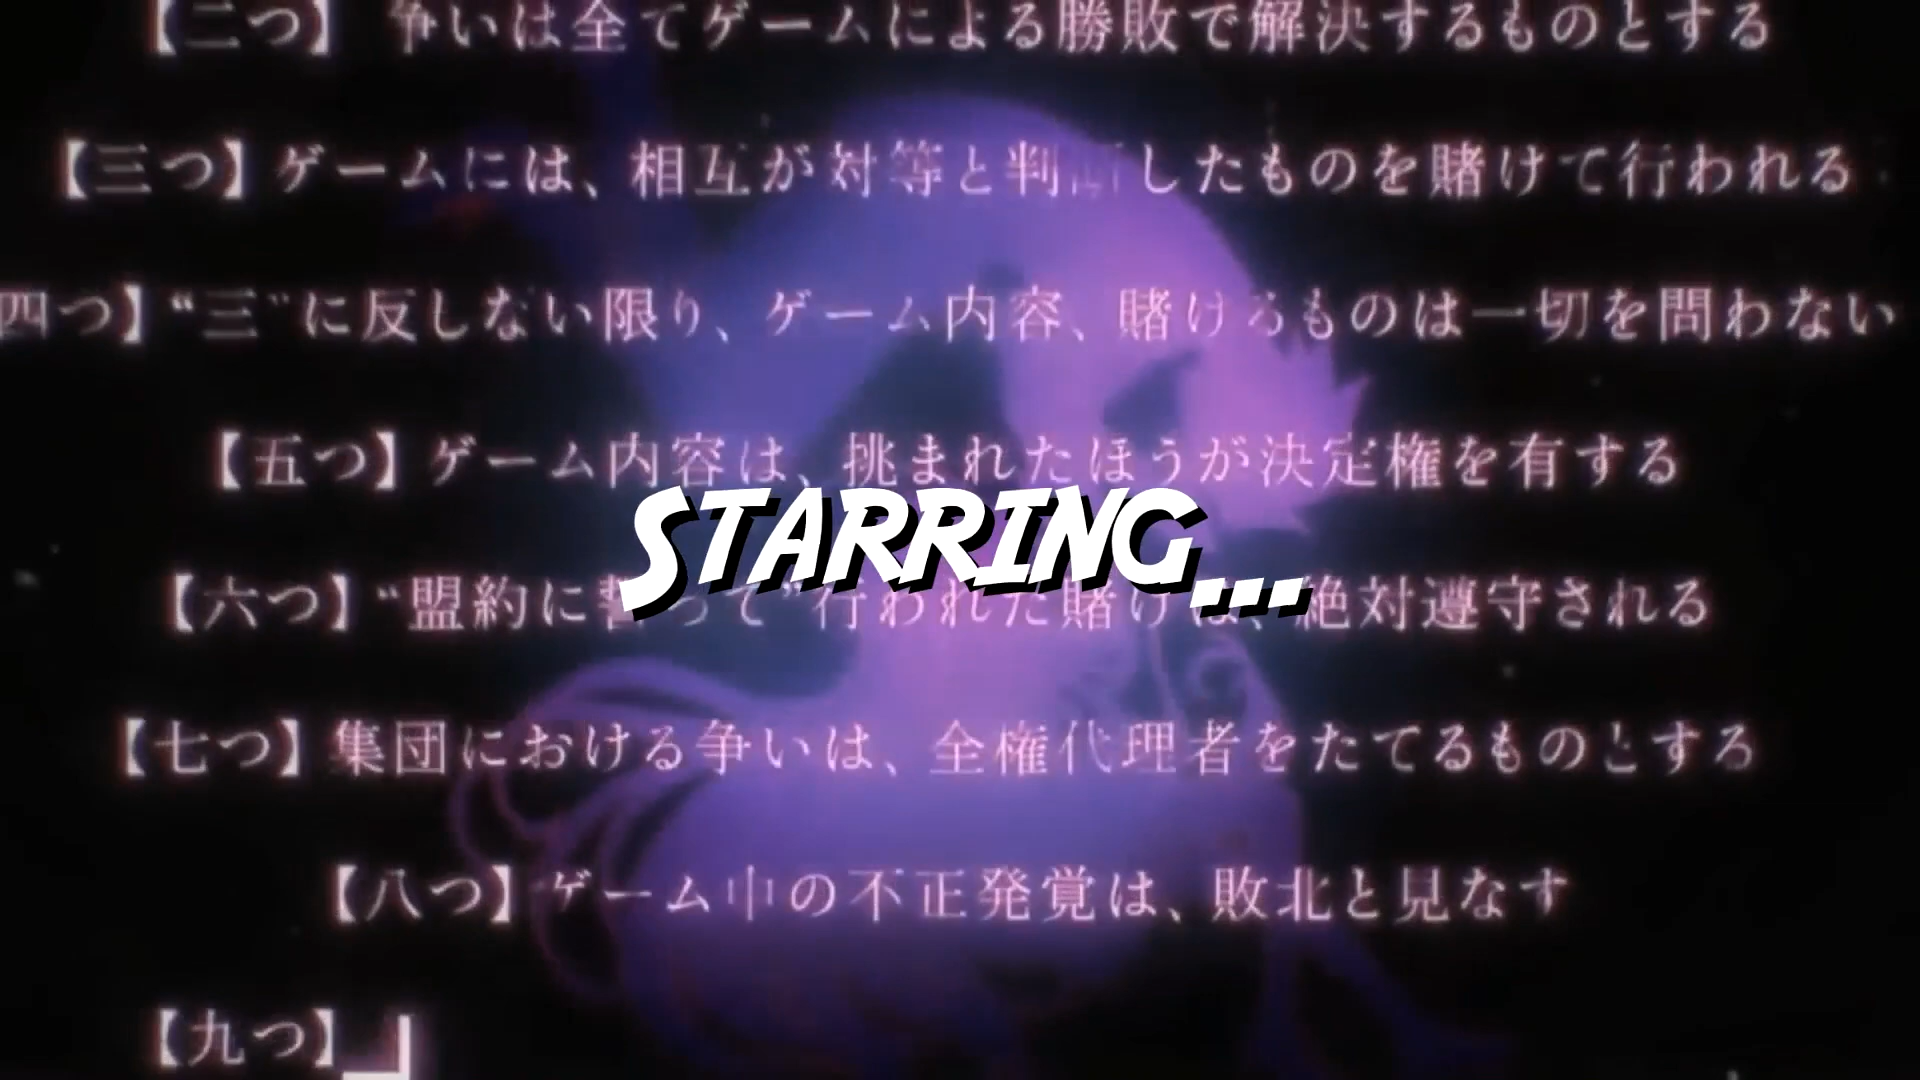 【二つ】争いは全てゲームによる勝敗で解決するものとする
【三つ】ゲームには、相互が対等と判断したものを賭けて行われる
四つ】“三”に反しない限り、ゲーム内容、賭けるものは一切を問わない
【五つ】ゲーム内容は、挑まれたほうが決定権を有する
STARRING...
【六つ】“盟約に誓って”行われた賭けは、絶対遵守される
【七つ】集団における争いは、全権代理者をたてるものとする
【八つ】ゲーム中の不正発覚は、敗北と見なす
【九つ】